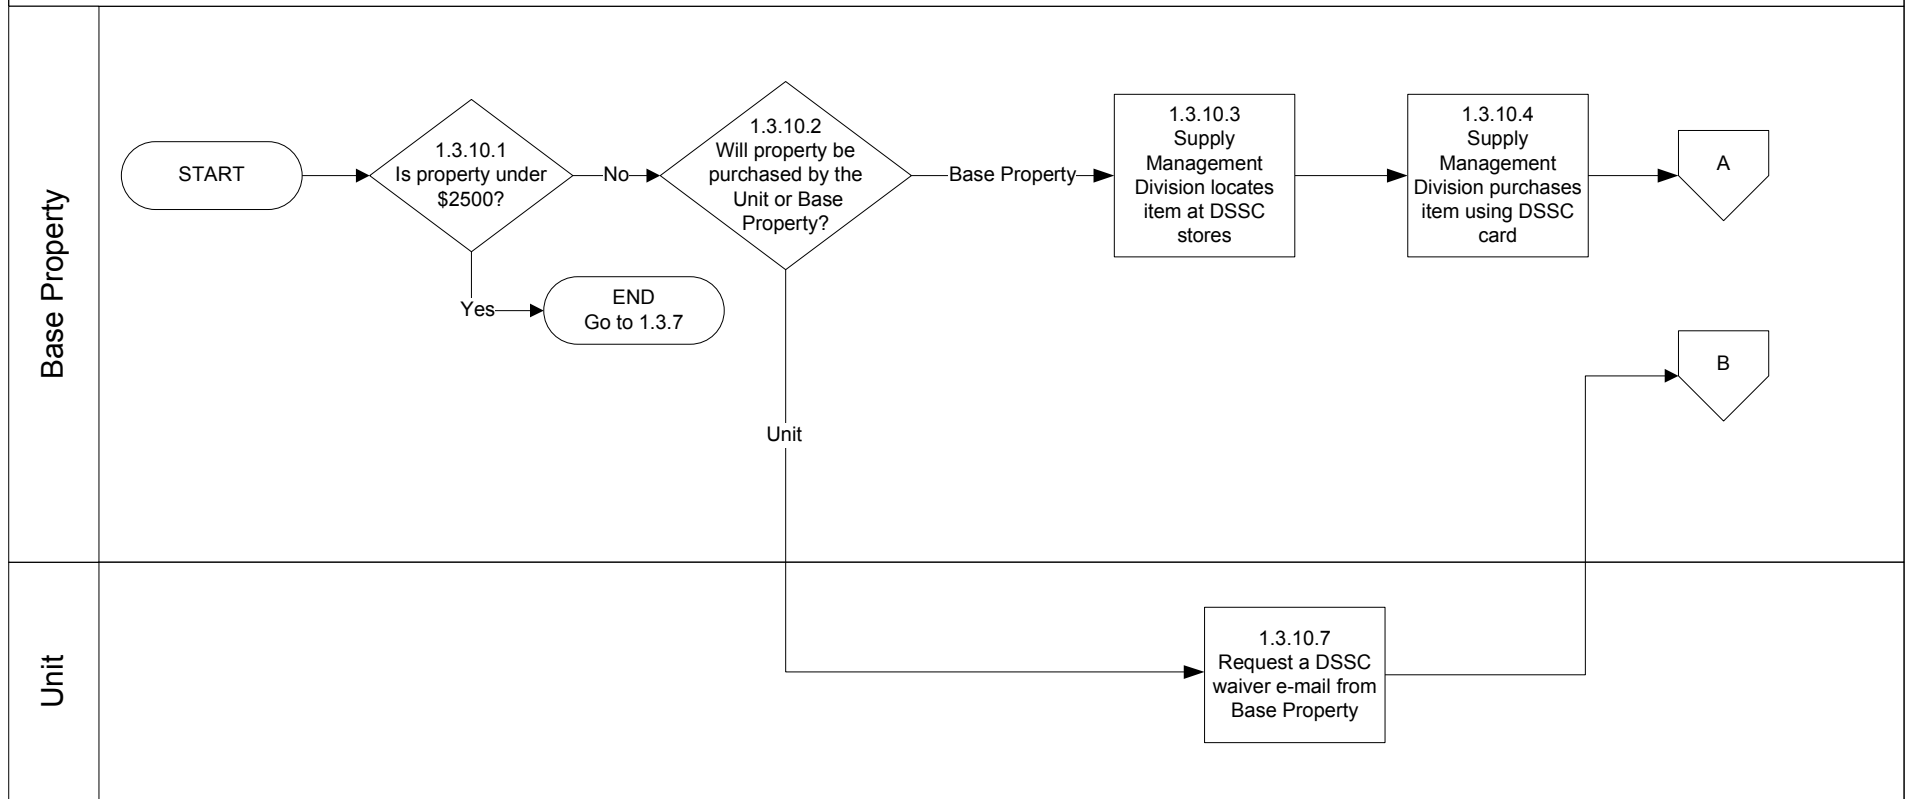 Base Property
START
1.3.10.1
Is property under
$2500?
No
1.3.10.2
Will property be
purchased by the
Unit or Base
Property?
Base Property
1.3.10.3
Supply
Management
Division locates
item at DSSC
stores
1.3.10.4
Supply
Management
Division purchases
item using DSSC
card
A
Yes
END
Go to 1.3.7
B
Unit
Unit
1.3.10.7
Request a DSSC
waiver e-mail from
Base Property